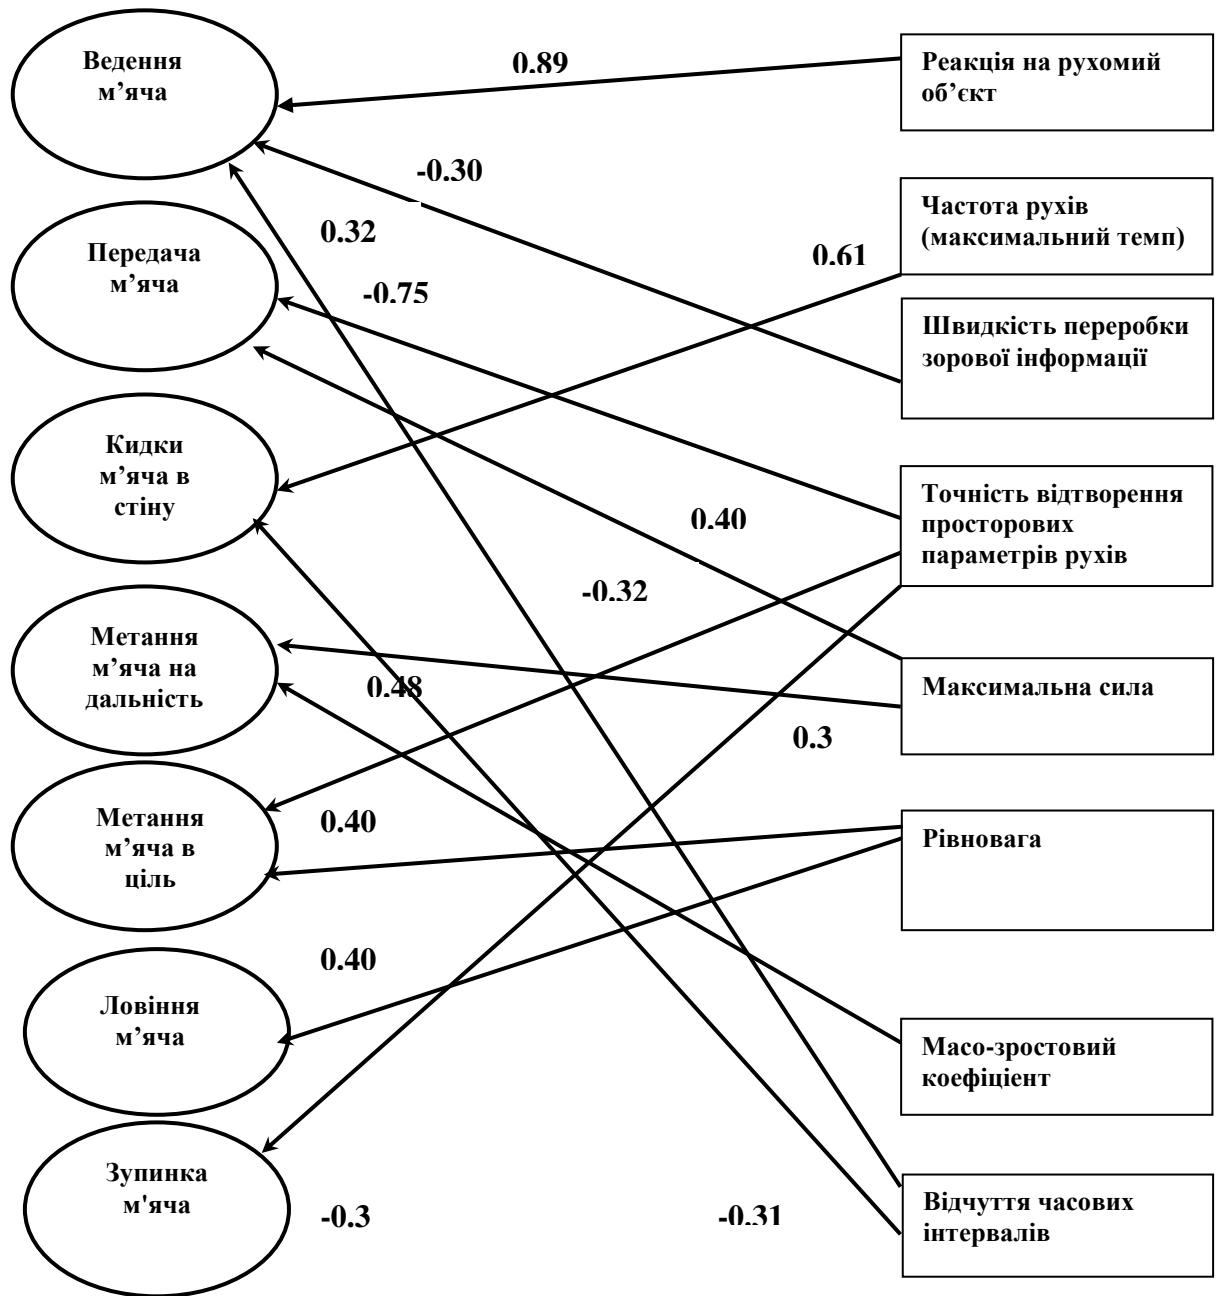 Ведення
м’яча
0.89
Реакція на рухомий
об’єкт
-0.30
Частота рухів
(максимальний темп)
0.32
0.61
Передача
м’яча
-0.75
Швидкість переробки
зорової інформації
Кидки
м’яча в
стіну
Точність відтворення
просторових
параметрів рухів
0.40
-0.32
Метання
м’яча на
дальність
0.48
Максимальна сила
0.3
Метання
м’яча в
ціль
0.40
Рівновага
0.40
Ловіння
м’яча
Масо-зростовий
коефіцієнт
Зупинка
м'яча
-0.3
-0.31
Відчуття часових
інтервалів